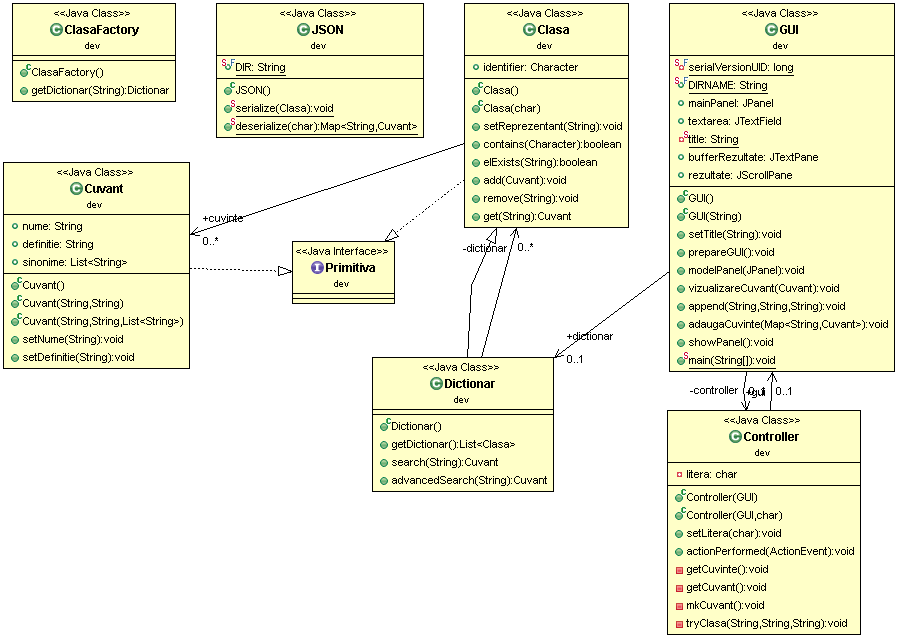 <<Java Class>>
ClasaFactory
dev
ClasaFactory()
getDictionar(String):Dictionar
<<Java Class>>
JSON
dev
DIR: String
JSON()
serialize(Clasa):void
deserialize(char):Map<String,Cuvant>
<<Java Class>>
Clasa
dev
identifier: Character
Clasa()
Clasa(char)
setReprezentant(String):void
contains(Character):boolean
elExists(String):boolean
add(Cuvant):void
remove(String):void
get(String):Cuvant
<<Java Class>>
GUI
dev
serialVersionUID: long
DIRNAME: String
mainPanel: JPanel
textarea: JTextField
title: String
bufferRezultate: JTextPane
rezultate: JScrollPane
GUI()
GUI(String)
setTitle(String):void
prepareGUI():void
modelPanel(JPanel):void
vizualizareCuvant(Cuvant):void
append(String,String,String):void
adaugaCuvinte(Map<String,Cuvant>):void
showPanel():void
main(String[]):void
<<Java Class>>
Cuvant
dev
nume: String
definitie: String
sinonime: List<String>
Cuvant()
Cuvant(String,String)
Cuvant(String,String,List<String>)
setNume(String):void
setDefinitie(String):void
+cuvinte
0..*
<<Java Interface>>
Primitiva
dev
-dictionar
0..*
+dictionar
0..1
<<Java Class>>
Dictionar
dev
Dictionar()
getDictionar():List<Clasa>
search(String):Cuvant
advancedSearch(String):Cuvant
-controller
0..1
+gui
0..1
<<Java Class>>
Controller
dev
litera: char
Controller(GUI)
Controller(GUI,char)
setLitera(char):void
actionPerformed(ActionEvent):void
getCuvinte():void
getCuvant():void
mkCuvant():void
tryClasa(String,String,String):void